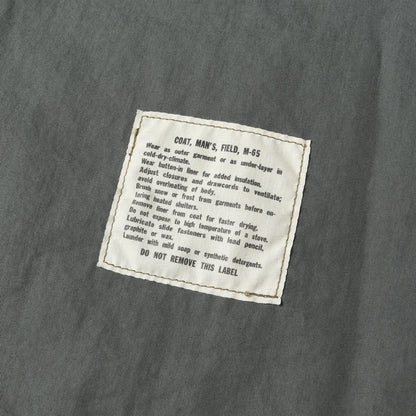 COAT, MAN'S, FIELD, M-65
Wear as outer garment or as under-layer in
cold-dry-climate.
Wear button-in liner for added insulation.
Adjust closures and drawcords to ventilate;
avoid overheating of body.
Brush snow or frost from garments before en-
tering heated shelters.
Remove liner from coat for faster drying.
Do not expose to high temperature of a stove.
Lubricate slide fasteners with lead pencil,
graphite or wax.
Launder with mild soap or synthetic detergents.
DO NOT REMOVE THIS LABEL